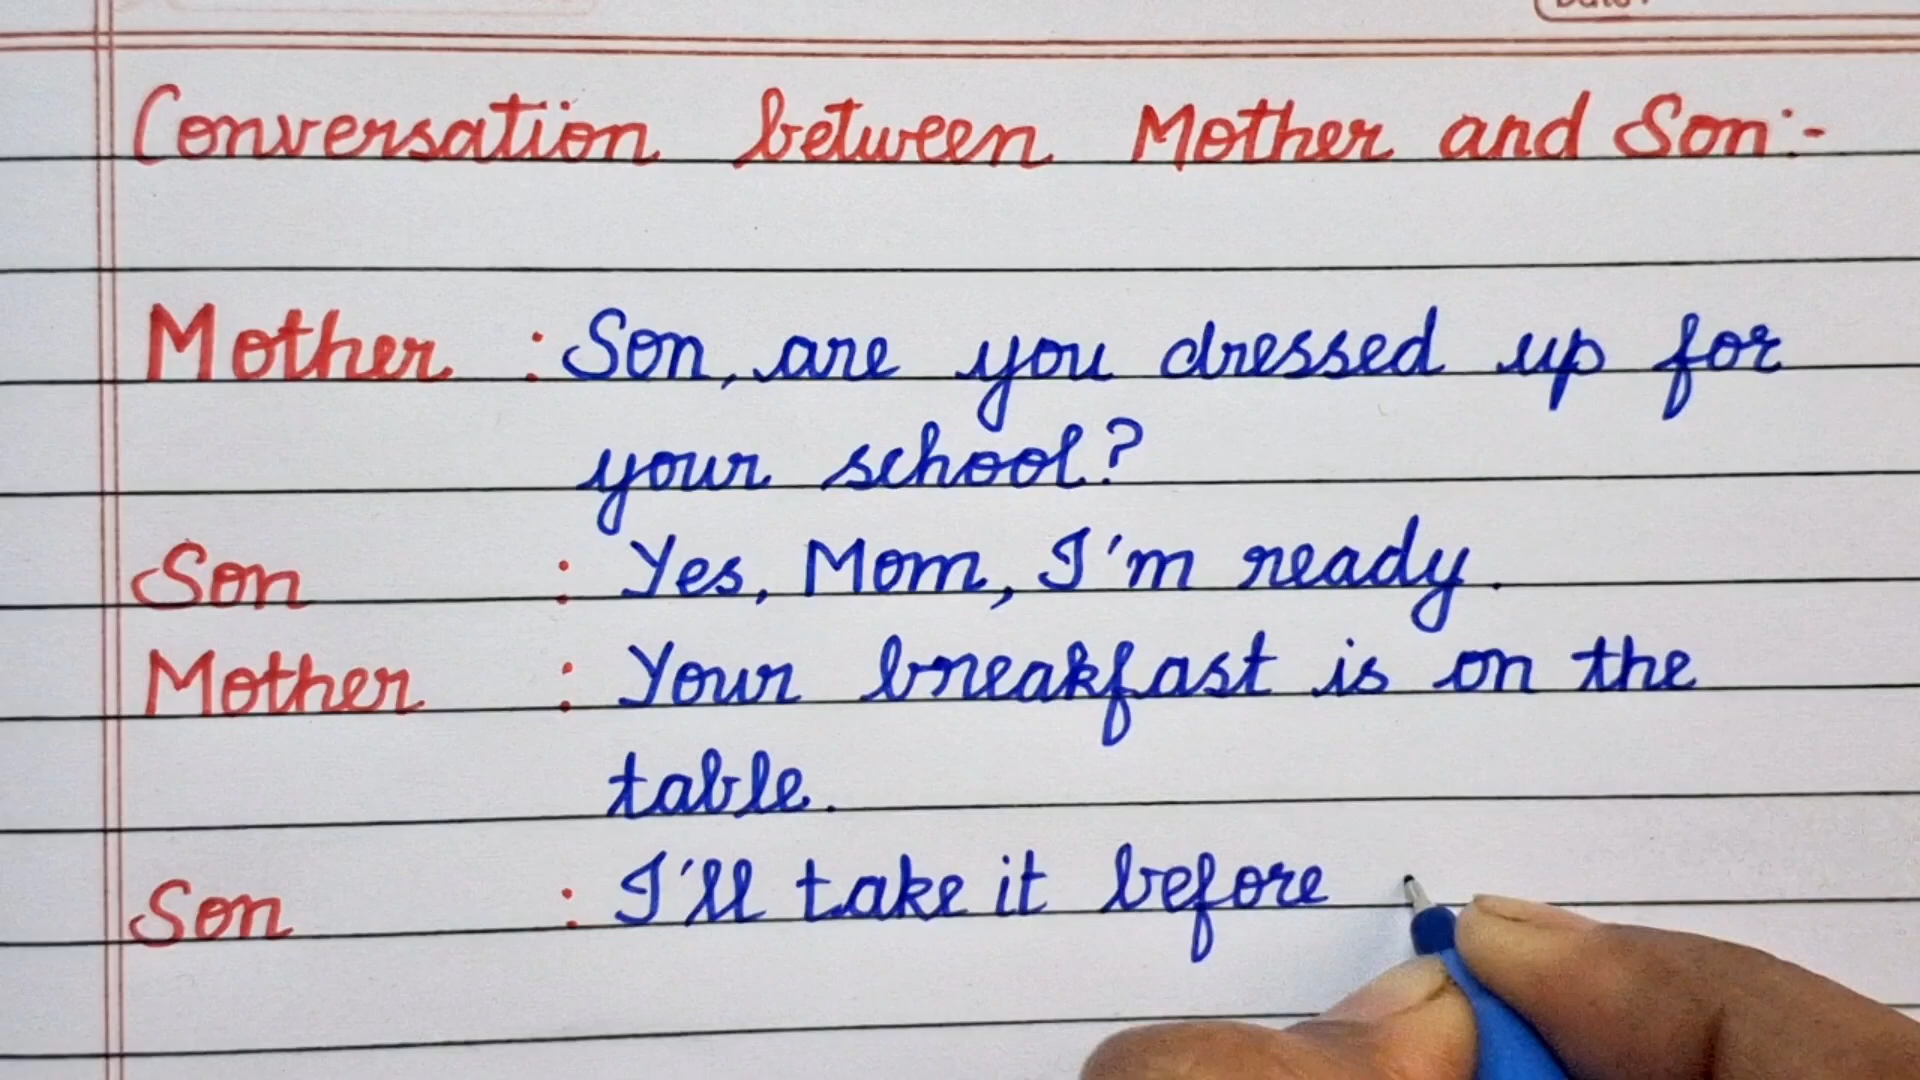 Conversation between Mother and Son:-
Mother : Son, are you dressed up for
your school?
Son : Yes, Mom, I'm ready.
Mother : Your breakfast is on the
table.
Son : I'll take it before